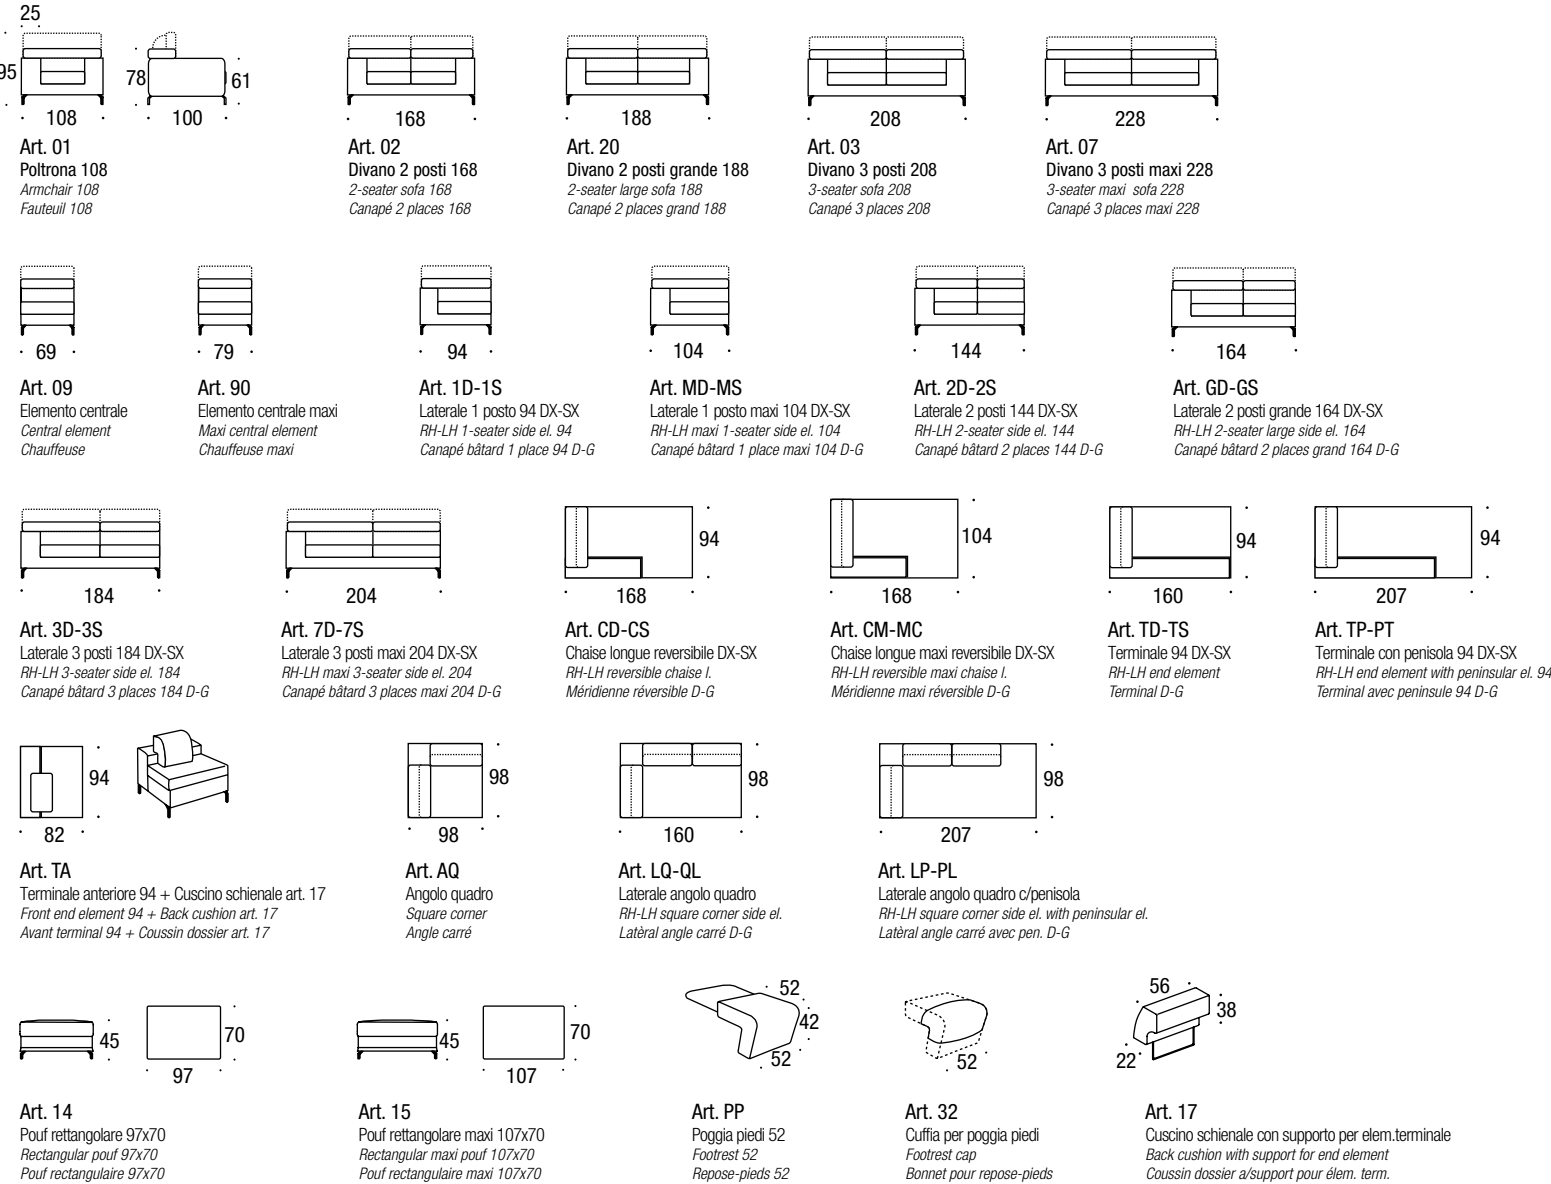 25
95
108
78
61
100
168
188
208
228
Art. 01
Poltrona 108
Armchair 108
Fauteuil 108
Art. 02
Divano 2 posti 168
2-seater sofa 168
Canapé 2 places 168
Art. 20
Divano 2 posti grande 188
2-seater large sofa 188
Canapé 2 places grand 188
Art. 03
Divano 3 posti 208
3-seater sofa 208
Canapé 3 places 208
Art. 07
Divano 3 posti maxi 228
3-seater maxi sofa 228
Canapé 3 places maxi 228
69
Art. 09
Elemento centrale
Central element
Chauffeuse
79
Art. 90
Elemento centrale maxi
Maxi central element
Chauffeuse maxi
94
Art. 1D-1S
Laterale 1 posto 94 DX-SX
RH-LH 1-seater side el. 94
Canapé bâtard 1 place 94 D-G
104
Art. MD-MS
Laterale 1 posto maxi 104 DX-SX
RH-LH maxi 1-seater side el. 104
Canapé bâtard 1 place maxi 104 D-G
144
Art. 2D-2S
Laterale 2 posti 144 DX-SX
RH-LH 2-seater side el. 144
Canapé bâtard 2 places 144 D-G
164
Art. GD-GS
Laterale 2 posti grande 164 DX-SX
RH-LH 2-seater large side el. 164
Canapé bâtard 2 places grand 164 D-G
184
Art. 3D-3S
Laterale 3 posti 184 DX-SX
RH-LH 3-seater side el. 184
Canapé bâtard 3 places 184 D-G
204
Art. 7D-7S
Laterale 3 posti maxi 204 DX-SX
RH-LH maxi 3-seater side el. 204
Canapé bâtard 3 places maxi 204 D-G
94
168
Art. CD-CS
Chaise longue reversibile DX-SX
RH-LH reversible chaise l.
Méridienne réversible D-G
104
168
Art. CM-MC
Chaise longue maxi reversibile DX-SX
RH-LH reversible maxi chaise l.
Méridienne maxi réversible D-G
94
160
Art. TD-TS
Terminale 94 DX-SX
RH-LH end element
Terminal D-G
94
207
Art. TP-PT
Terminale con penisola 94 DX-SX
RH-LH end element with peninsular el. 94
Terminal avec peninsule 94 D-G
94
82
Art. TA
Terminale anteriore 94 + Cuscino schienale art. 17
Front end element 94 + Back cushion art. 17
Avant terminal 94 + Coussin dossier art. 17
98
98
Art. AQ
Angolo quadro
Square corner
Angle carré
98
160
Art. LQ-QL
Laterale angolo quadro
RH-LH square corner side el.
Latèral angle carré D-G
98
207
Art. LP-PL
Laterale angolo quadro c/penisola
RH-LH square corner side el. with peninsular el.
Latèral angle carré avec pen. D-G
45
70
97
Art. 14
Pouf rettangolare 97x70
Rectangular pouf 97x70
Pouf rectangulaire 97x70
45
70
107
Art. 15
Pouf rettangolare maxi 107x70
Rectangular maxi pouf 107x70
Pouf rectangulaire maxi 107x70
52
42
52
Art. PP
Poggia piedi 52
Footrest 52
Repose-pieds 52
52
Art. 32
Cuffia per poggia piedi
Footrest cap
Bonnet pour repose-pieds
56
38
22
Art. 17
Cuscino schienale con supporto per elem.terminale
Back cushion with support for end element
Coussin dossier a/support pour élém. term.